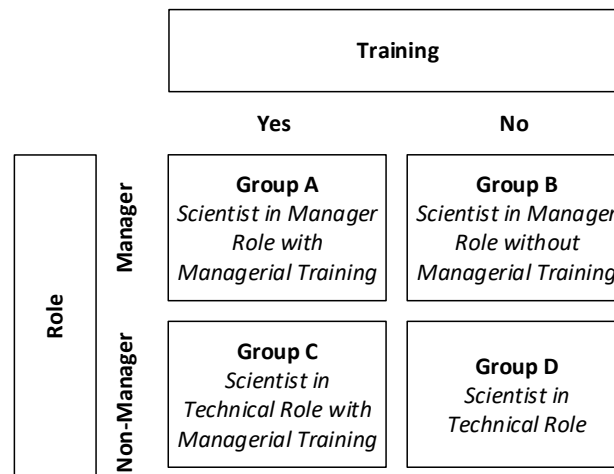 Training
Yes
No
Role
Manager
Group A
Scientist in Manager
Role with
Managerial Training
Group B
Scientist in Manager
Role without
Managerial Training
Non-Manager
Group C
Scientist in
Technical Role with
Managerial Training
Group D
Scientist in
Technical Role